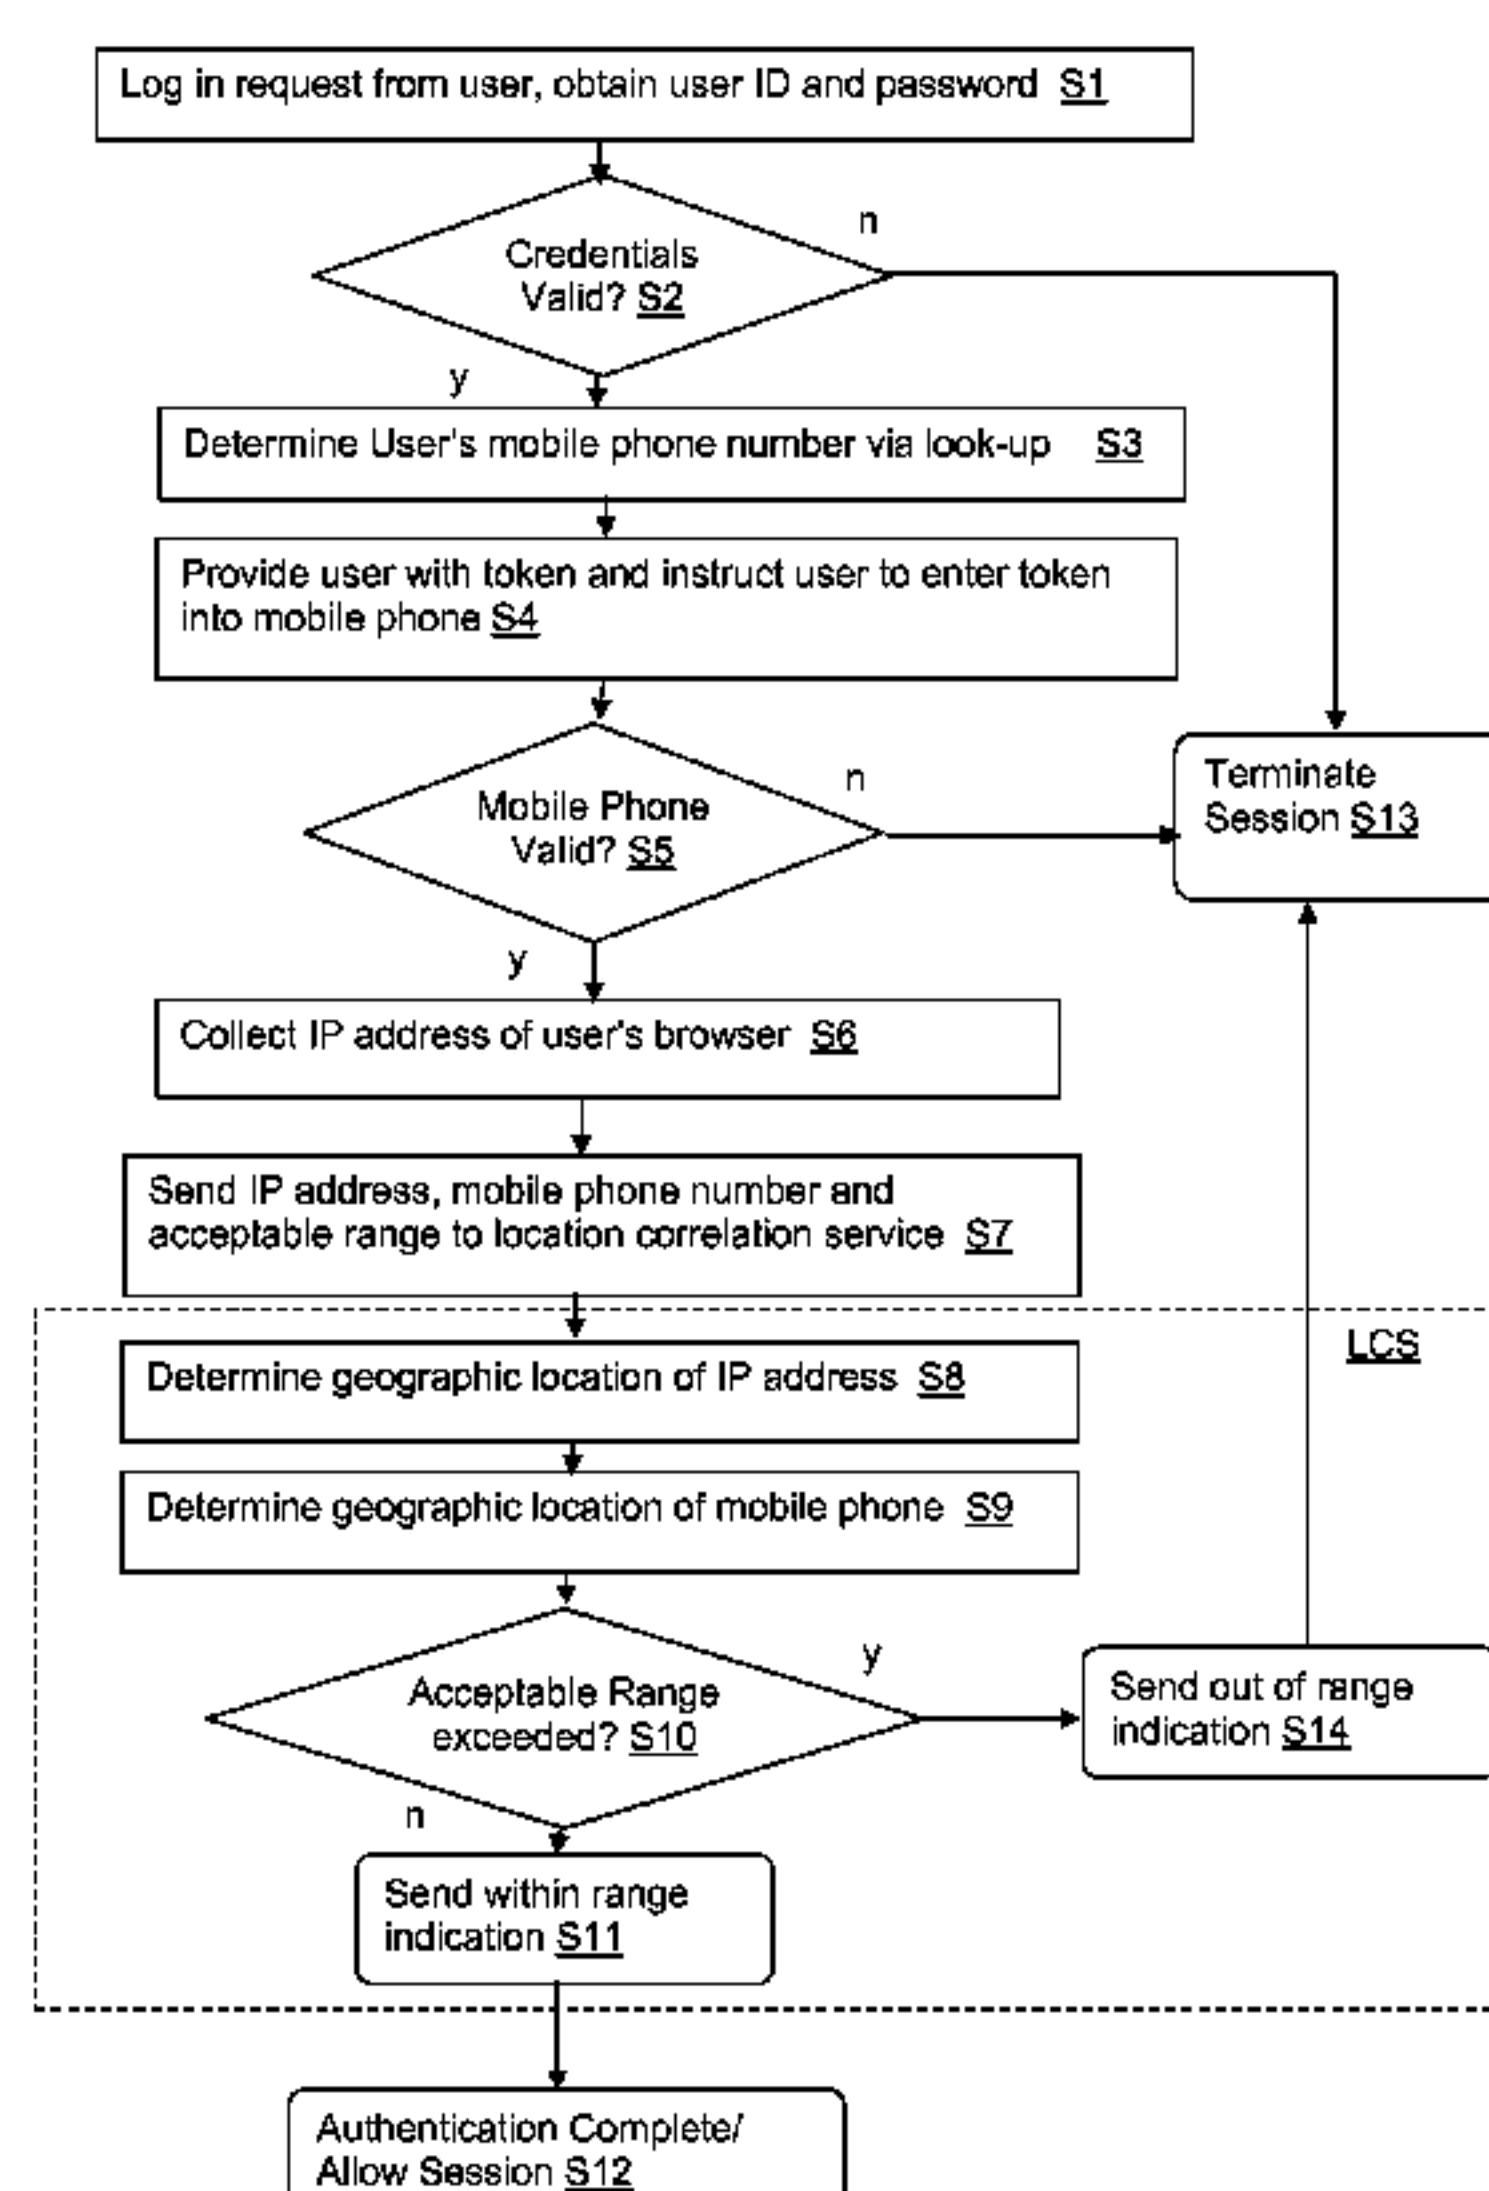 Log in request from user, obtain user ID and password S1
n
Credentials
Valid? S2
y
Determine User's mobile phone number via look-up S3
Provide user with token and instruct user to enter token
into mobile phone S4
n
Mobile Phone
Valid? S5
Terminate
Session S13
y
Collect IP address of user's browser S6
Send IP address, mobile phone number and
acceptable range to location correlation service S7
LCS
Determine geographic location of IP address S8
Determine geographic location of mobile phone S9
y
Acceptable Range
exceeded? S10
Send out of range
indication S14
n
Send within range
indication S11
Authentication Complete/
Allow Session S12